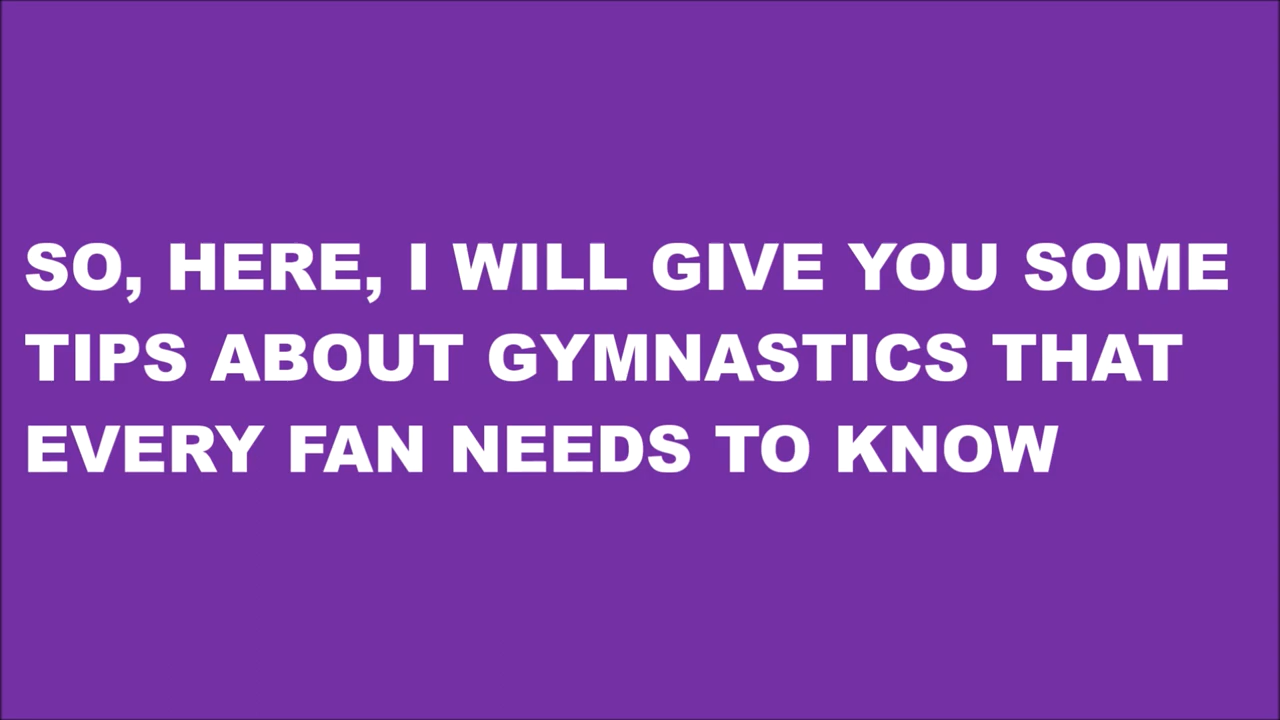 SO, HERE, I WILL GIVE YOU SOME
TIPS ABOUT GYMNASTICS THAT
EVERY FAN NEEDS TO KNOW